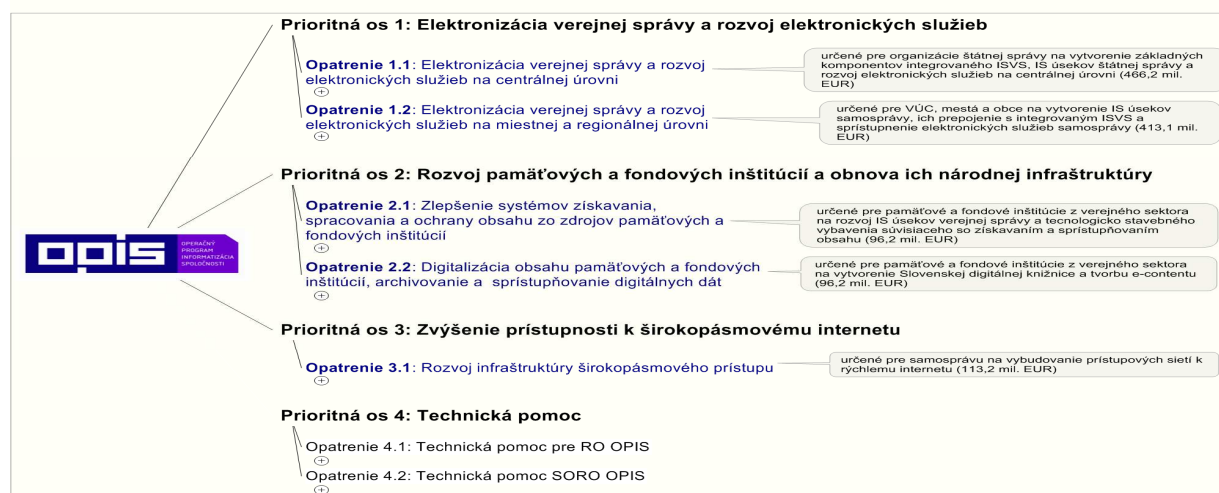 Prioritná os 1: Elektronizácia verejnej správy a rozvoj elektronických služieb
Opatrenie 1.1: Elektronizácia verejnej správy a rozvoj
elektronických služieb na centrálnej úrovni
určené pre organizácie štátnej správy na vytvorenie základných
komponentov integrovaného ISVS, IS úsekov štátnej správy a
rozvoj elektronických služieb na centrálnej úrovni (466,2 mil.
EUR)
Opatrenie 1.2: Elektronizácia verejnej správy a rozvoj
elektronických služieb na miestnej a regionálnej úrovni
určené pre VÚC, mestá a obce na vytvorenie IS úsekov
samosprávy, ich prepojenie s integrovaným ISVS a
sprístupnenie elektronických služieb samosprávy (413,1 mil.
EUR)
Prioritná os 2: Rozvoj pamäťových a fondových inštitúcií a obnova ich národnej infraštruktúry
Opatrenie 2.1: Zlepšenie systémov získavania,
spracovania a ochrany obsahu zo zdrojov pamäťových a
fondových inštitúcií
určené pre pamäťové a fondové inštitúcie z verejného sektora
na rozvoj IS úsekov verejnej správy a tecnologicko stavebného
vybavenia súvisiaceho so získavaním a sprístupňovaním
obsahu (96,2 mil. EUR)
opis
OPERAČNÝ
PROGRAM
INFORMATIZÁCIA
SPOLOČNOSTI
Opatrenie 2.2: Digitalizácia obsahu pamäťových a fondových
inštitúcií, archivovanie a sprístupňovanie digitálnych dát
určené pre pamäťové a fondové inštitúcie z verejného sektora
na vytvorenie Slovenskej digitálnej knižnice a tvorbu e-contentu
(96,2 mil. EUR)
Prioritná os 3: Zvýšenie prístupnosti k širokopásmovému internetu
Opatrenie 3.1: Rozvoj infraštruktúry širokopásmového prístupu
určené pre samosprávu na vybudovanie prístupových sietí k
rýchlemu internetu (113,2 mil. EUR)
Prioritná os 4: Technická pomoc
Opatrenie 4.1: Technická pomoc pre RO OPIS
Opatrenie 4.2: Technická pomoc SORO OPIS